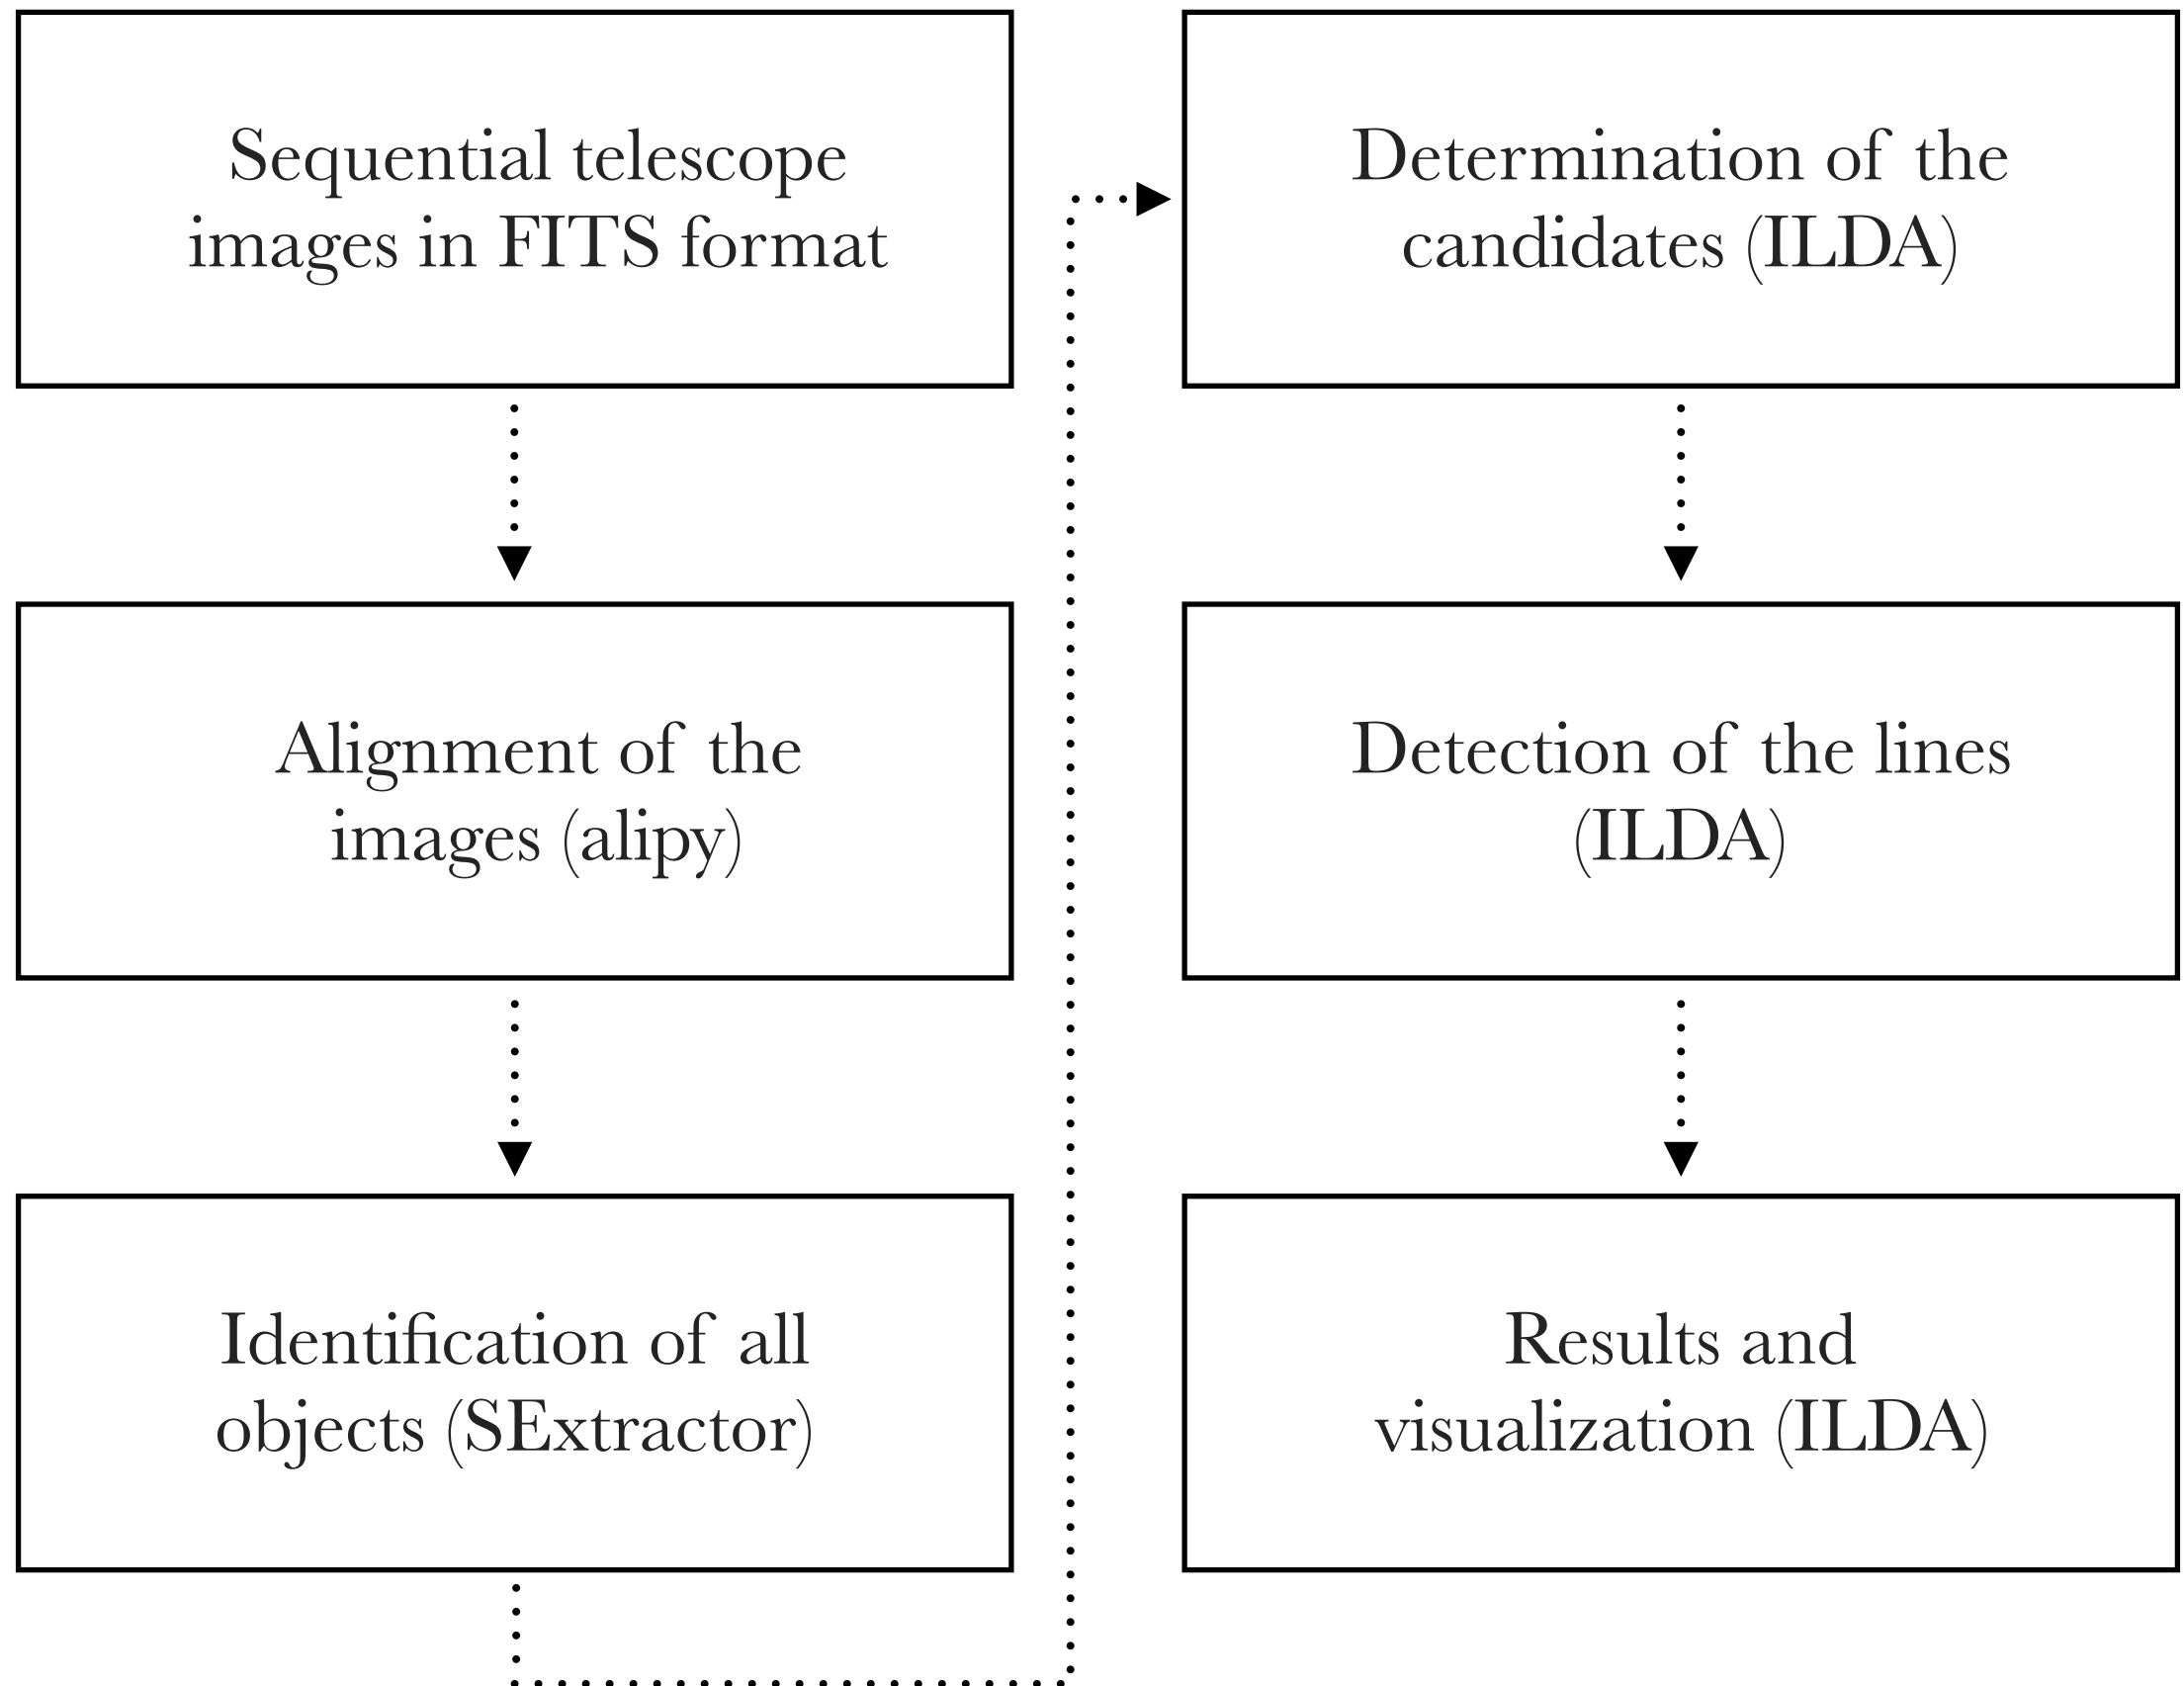 Sequential telescope
images in FITS format
Alignment of the
images (alipy)
Identification of all
objects (SExtractor)
Determination of the
candidates (ILDA)
Detection of the lines
(ILDA)
Results and
visualization (ILDA)